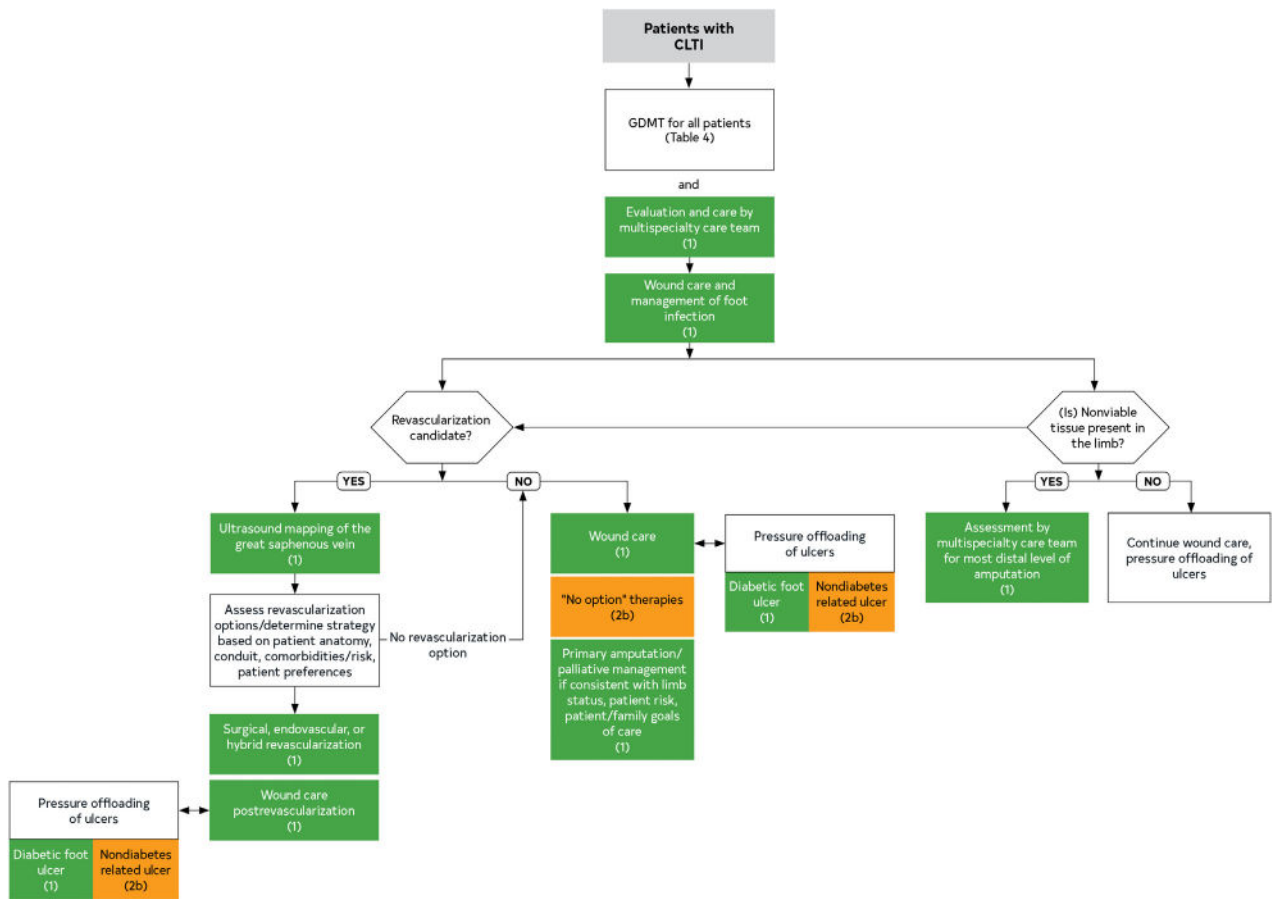 Patients with
CLTI
GDMT for all patients
(Table 4)
and
Evaluation and care by
multispecialty care team
(1)
Wound care and
management of foot
infection
(1)
Revascularization
candidate?
(Is) Nonviable
tissue present in
the limb?
YES
NO
YES
NO
Ultrasound mapping of the
great saphenous vein
(1)
Assess revascularization
options/determine strategy
based on patient anatomy,
conduit, comorbidities/risk,
patient preferences
No revascularization
option
Surgical, endovascular, or
hybrid revascularization
(1)
Wound care
postrevascularization
(1)
Pressure offloading
of ulcers
Diabetic foot
ulcer
(1)
Nondiabetes
related ulcer
(2b)
Wound care
(1)
"No option" therapies
(2b)
Primary amputation/
palliative management
if consistent with limb
status, patient risk,
patient/family goals
of care
(1)
Pressure offloading
of ulcers
Diabetic foot
ulcer
(1)
Nondiabetes
related ulcer
(2b)
Assessment by
multispecialty care team
for most distal level of
amputation
(1)
Continue wound care,
pressure offloading of
ulcers